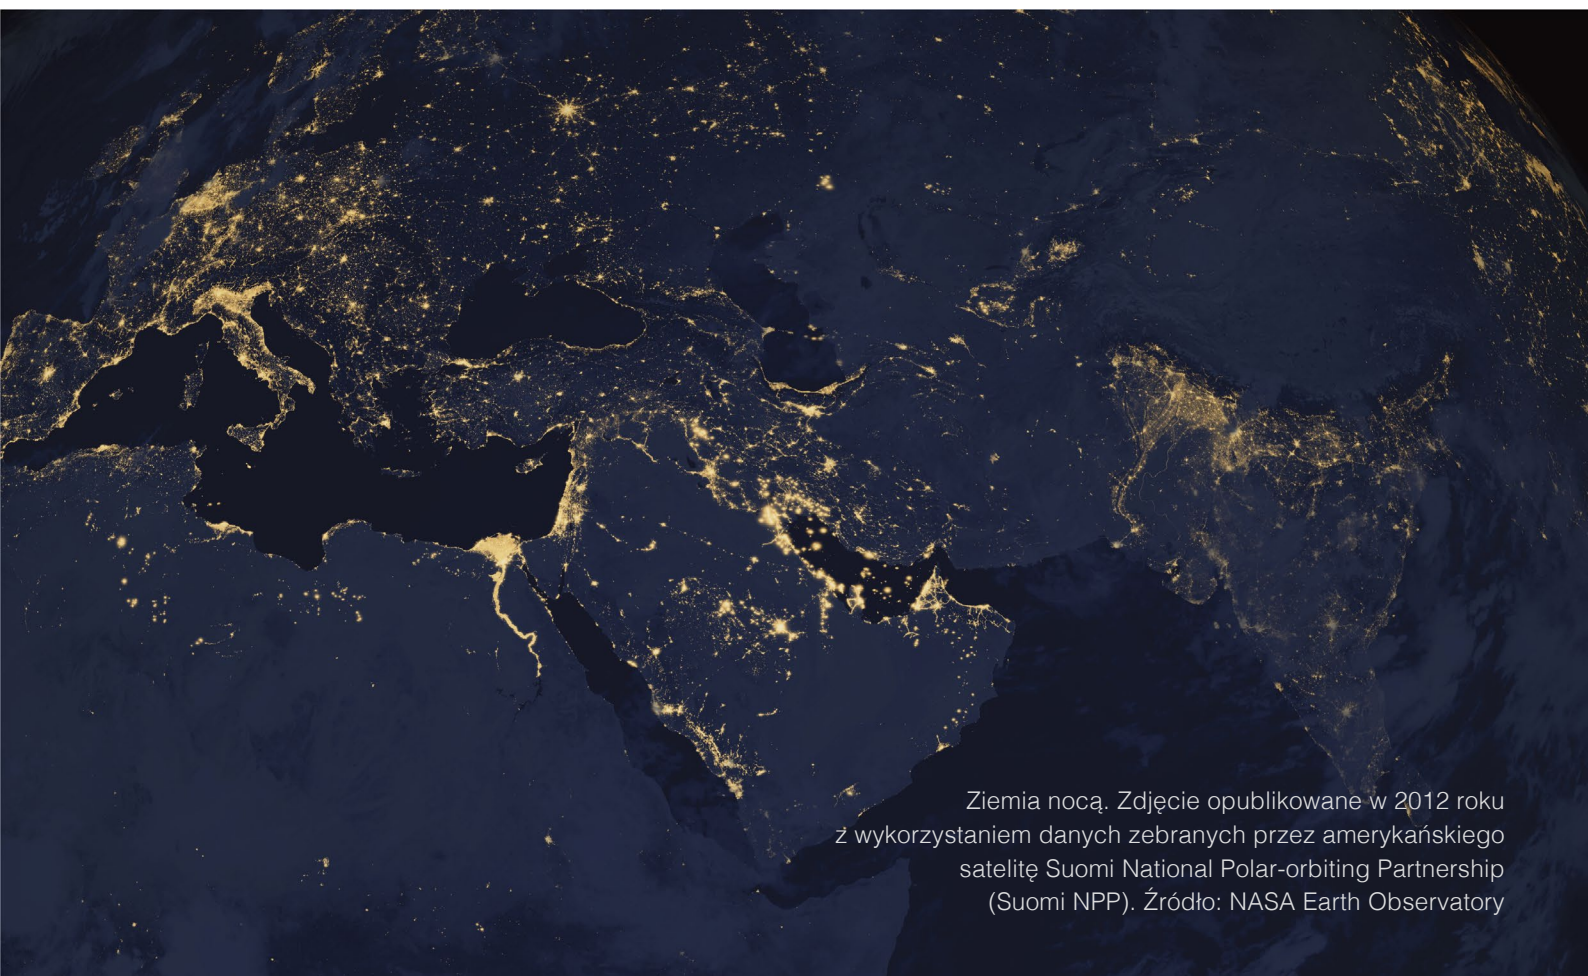 Ziemia nocą. Zdjęcie opublikowane w 2012 roku
z wykorzystaniem danych zebranych przez amerykańskiego
satelitę Suomi National Polar-orbiting Partnership
(Suomi NPP). Źródło: NASA Earth Observatory